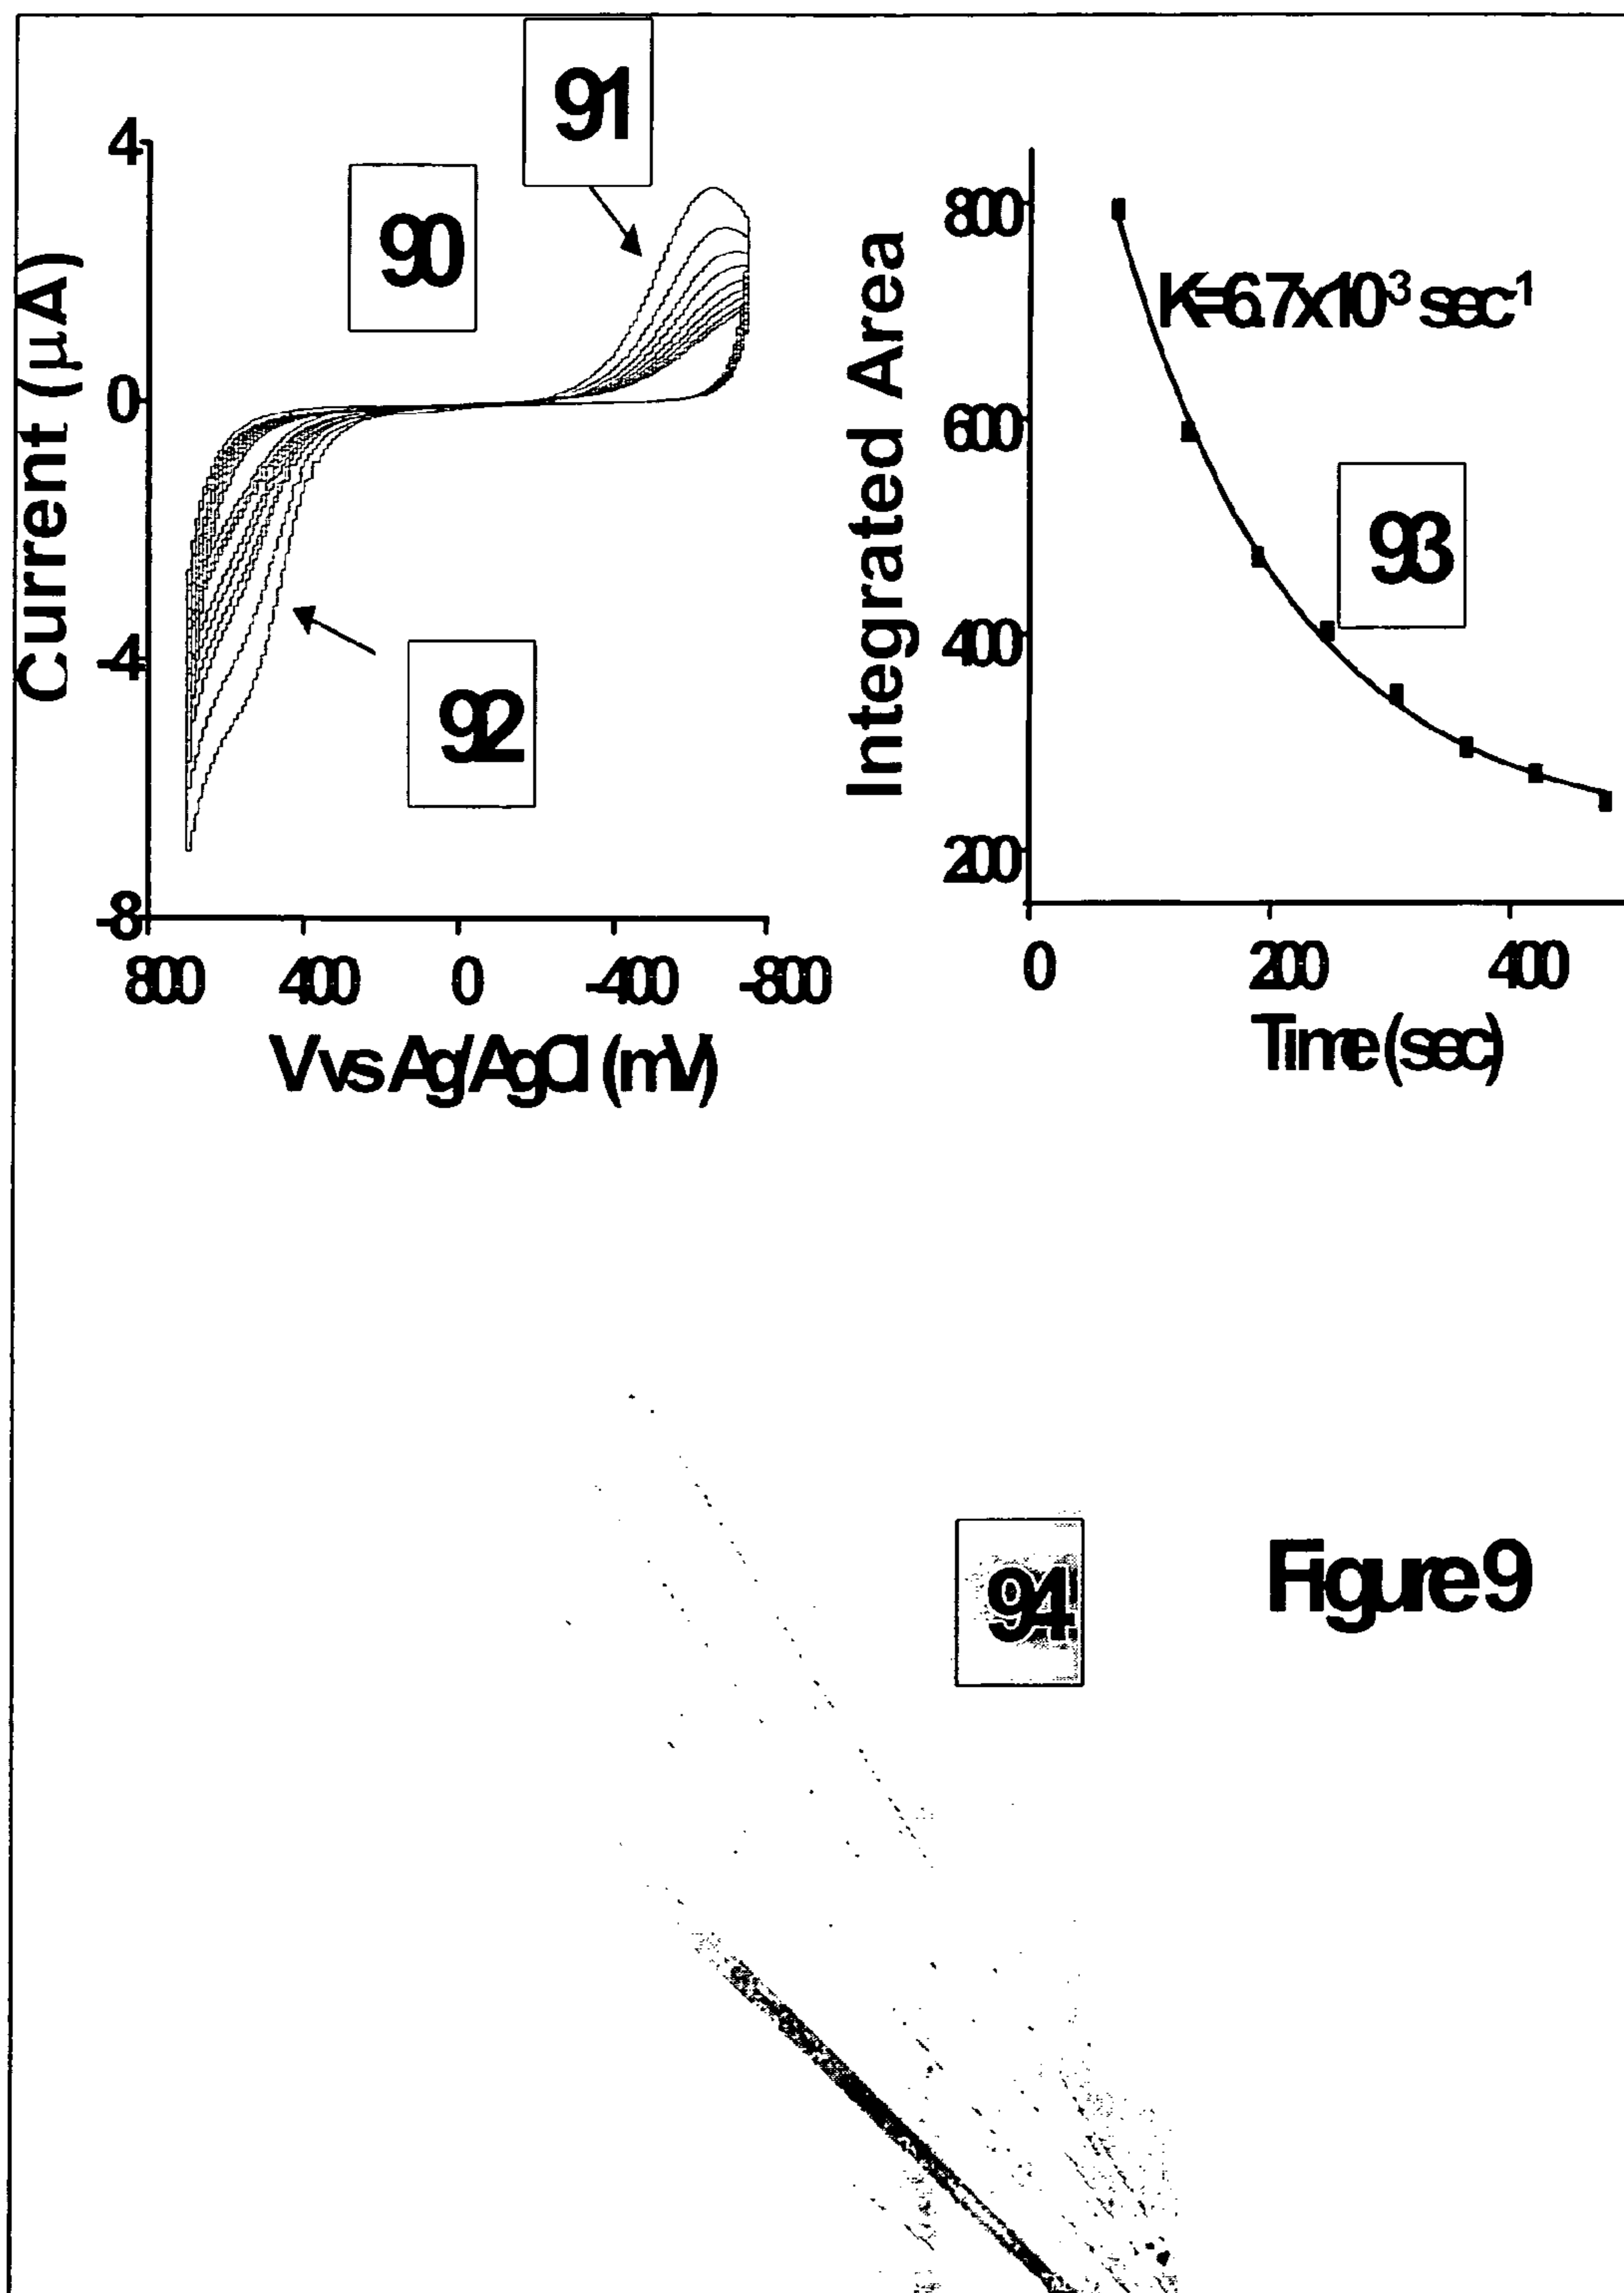 91
90
4
0
-4
-8
Current (µA)
92
800 400 0 -400 -800
V vs Ag/AgCl (mV)
800
600
400
200
Integrated Area
K=6.7x10³ sec¹
93
0 200 400
Time (sec)
94
Figure 9